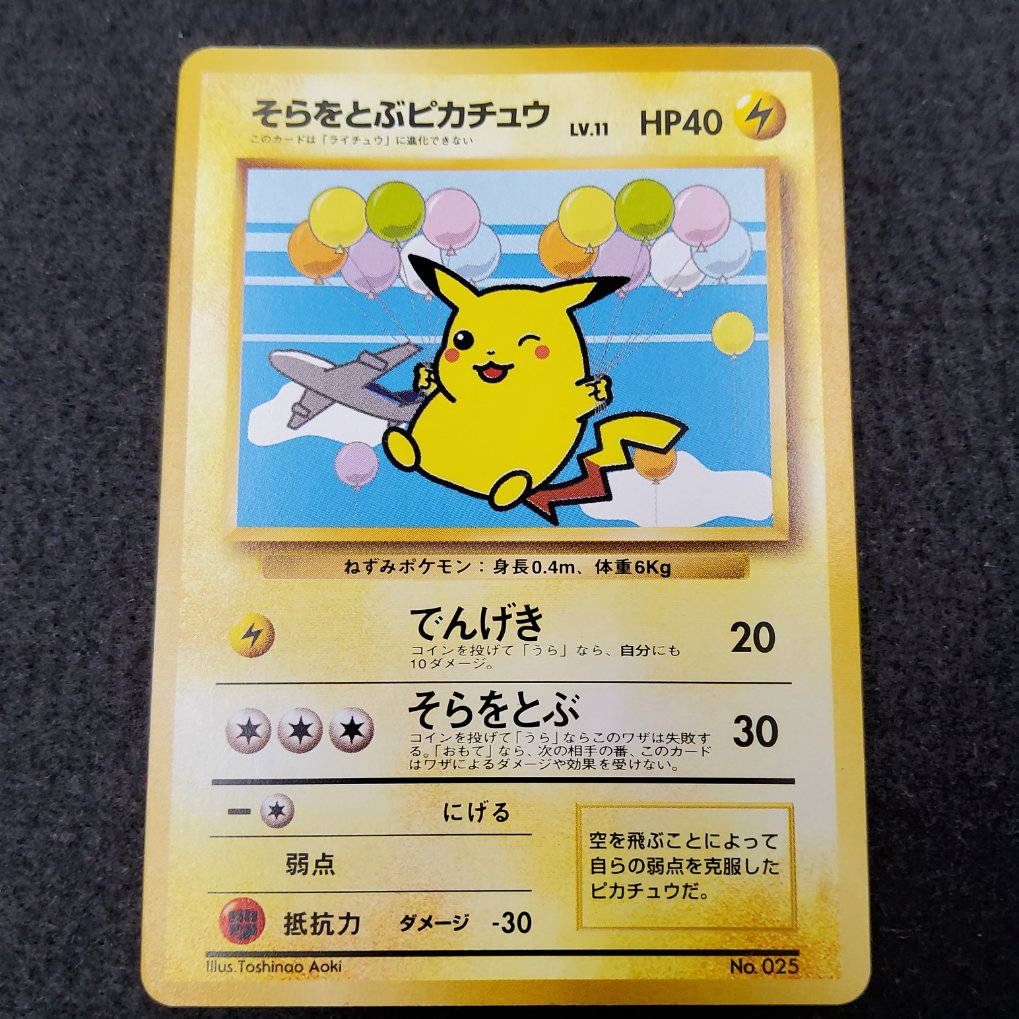 そらをとぶピカチュウ LV.11 HP40
このカードは「ライチュウ」に進化できない
ねずみポケモン：身長0.4m、体重6Kg
でんげき 20
コインを投げて「うら」なら、自分にも
10ダメージ。
そらをとぶ 30
コインを投げて「うら」ならこのワザは失敗す
る。「おもて」なら、次の相手の番、このカード
はワザによるダメージや効果を受けない。
にげる
弱点
抵抗力 ダメージ -30
空を飛ぶことによって
自らの弱点を克服した
ピカチュウだ。
Illus.Toshinao Aoki
No. 025